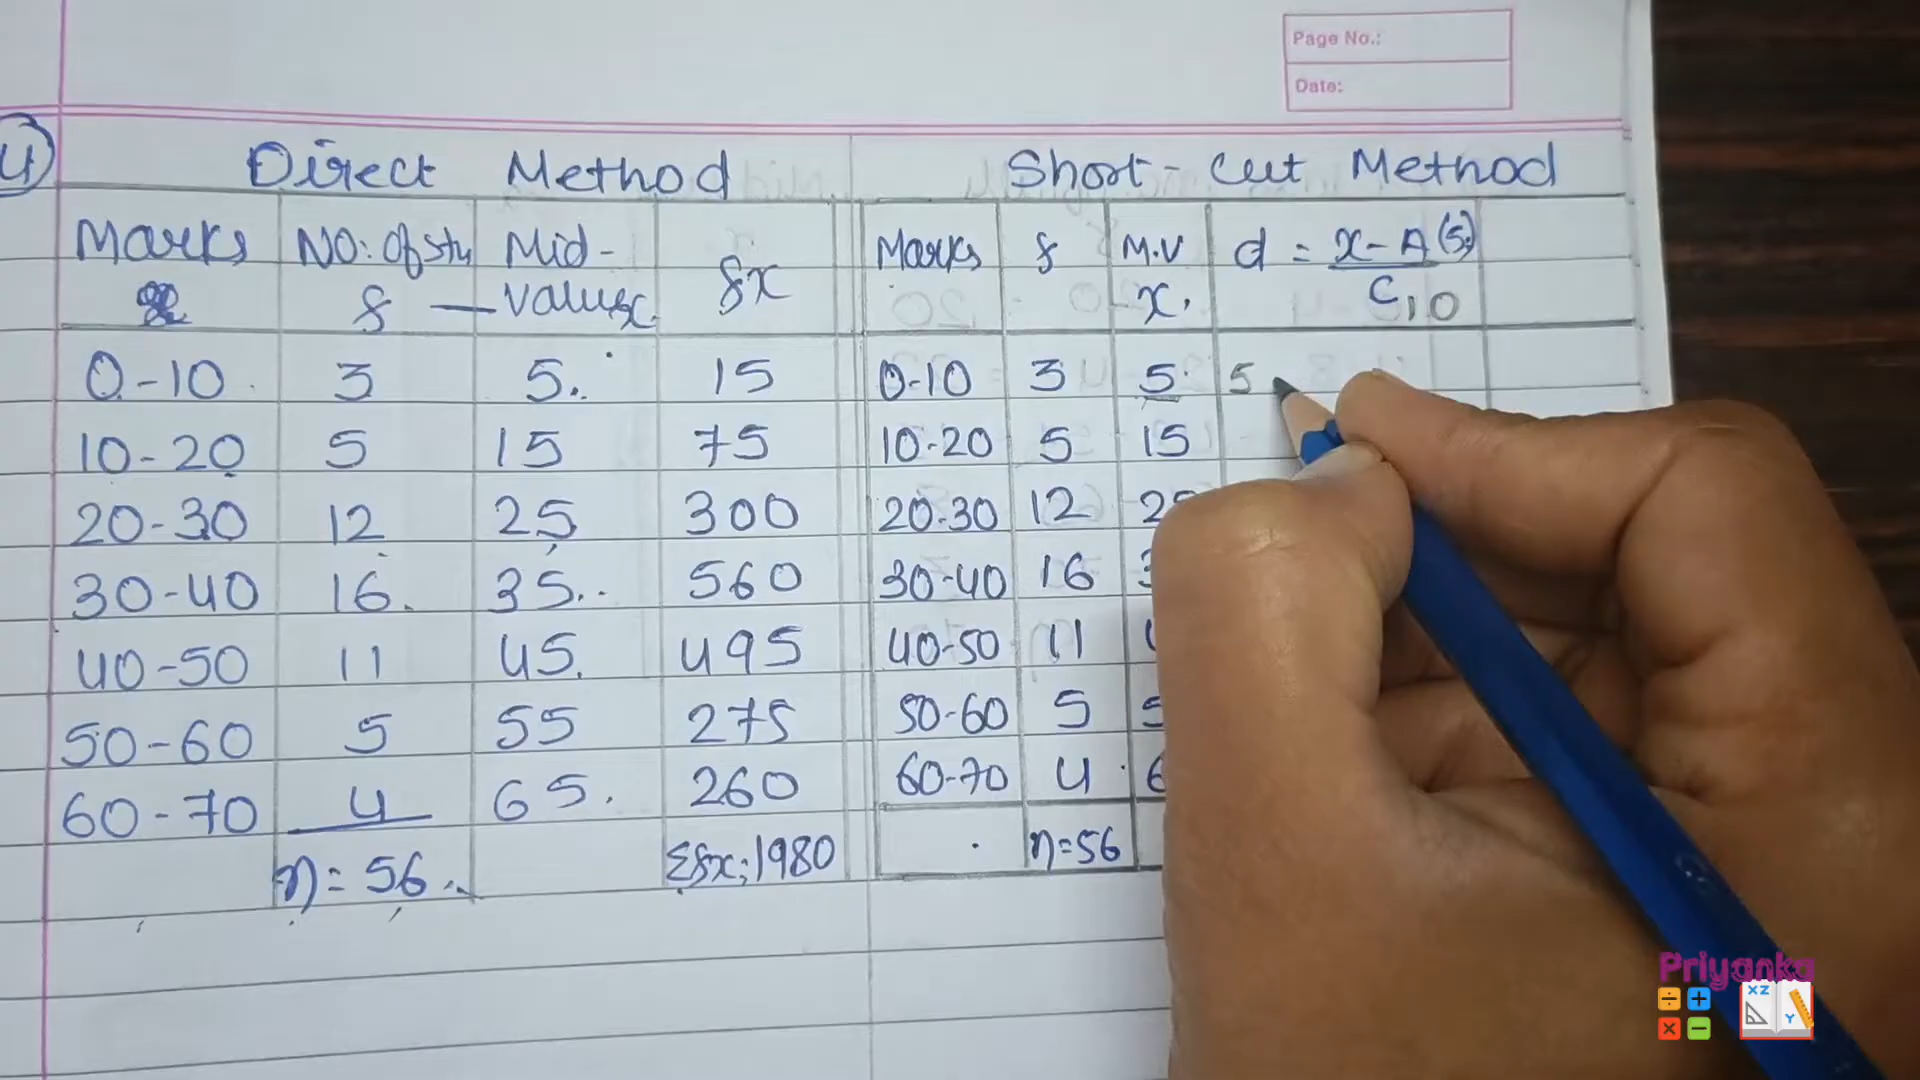 Page No.:
Date:
4
Direct Method
Short-cut Method
Marks No: of stu Mid- fx
f values x
Marks f M.V d = x-A(5)
x. C, 10
0-10 3 5. 15
10-20 5 15 75
20-30 12 25 300
30-40 16. 35.. 560
40-50 11 45. 495
50-60 5 55 275
60-70 4 65. 260
n = 56 Σfx; 1980
0-10 3 5 5
10-20 5 15
20-30 12
30-40 16
40-50 11
50-60 5
60-70 4
n=56
Priyanka
XZ
Y